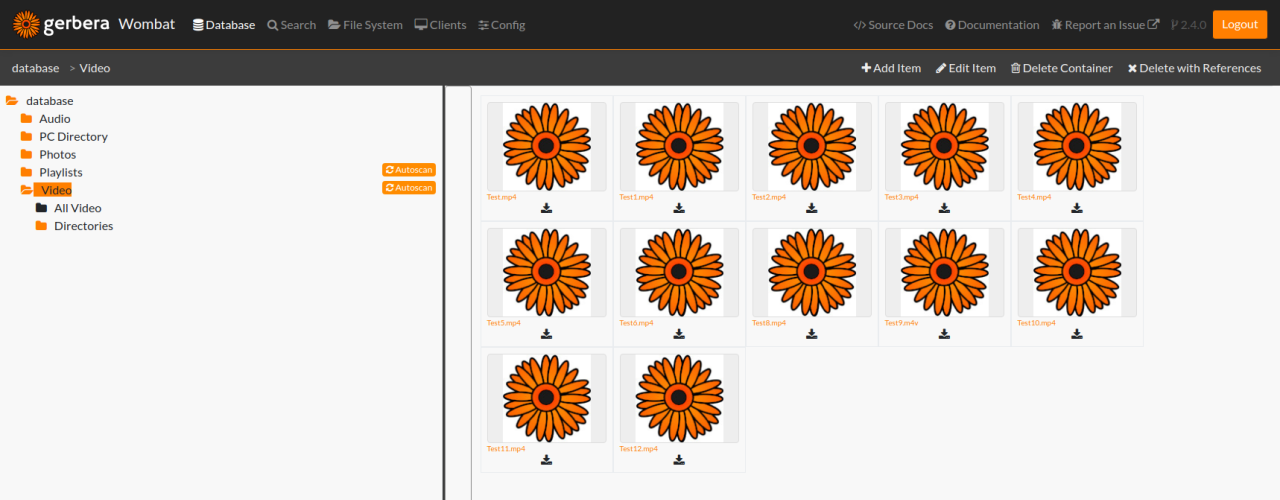 gerbera Wombat Database Search File System Clients Config </> Source Docs Documentation Report an Issue 2.4.0 Logout
database > Video Add Item Edit Item Delete Container Delete with References
database
Audio
PC Directory
Photos
Playlists Autoscan
Video Autoscan
All Video
Directories
Test.mp4 Test1.mp4 Test2.mp4 Test3.mp4 Test4.mp4
Test5.mp4 Test6.mp4 Test8.mp4 Test9.m4v Test10.mp4
Test11.mp4 Test12.mp4